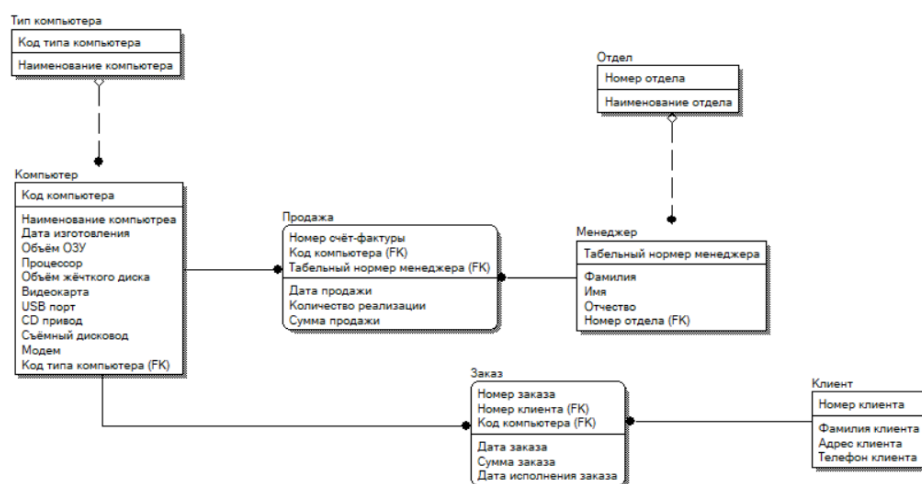 Тип компьютера
Код типа компьютера
Наименование компьютера
Отдел
Номер отдела
Наименование отдела
Компьютер
Код компьютера
Наименование компьютреа
Дата изготовления
Объём ОЗУ
Процессор
Объём жёчткого диска
Видеокарта
USB порт
CD привод
Съёмный дисковод
Модем
Код типа компьютера (FK)
Продажа
Номер счёт-фактуры
Код компьютера (FK)
Табельный нормер менеджера (FK)
Дата продажи
Количество реализации
Сумма продажи
Менеджер
Табельный нормер менеджера
Фамилия
Имя
Отчество
Номер отдела (FK)
Заказ
Номер заказа
Номер клиента (FK)
Код компьютера (FK)
Дата заказа
Сумма заказа
Дата исполнения заказа
Клиент
Номер клиента
Фамилия клиента
Адрес клиента
Телефон клиента